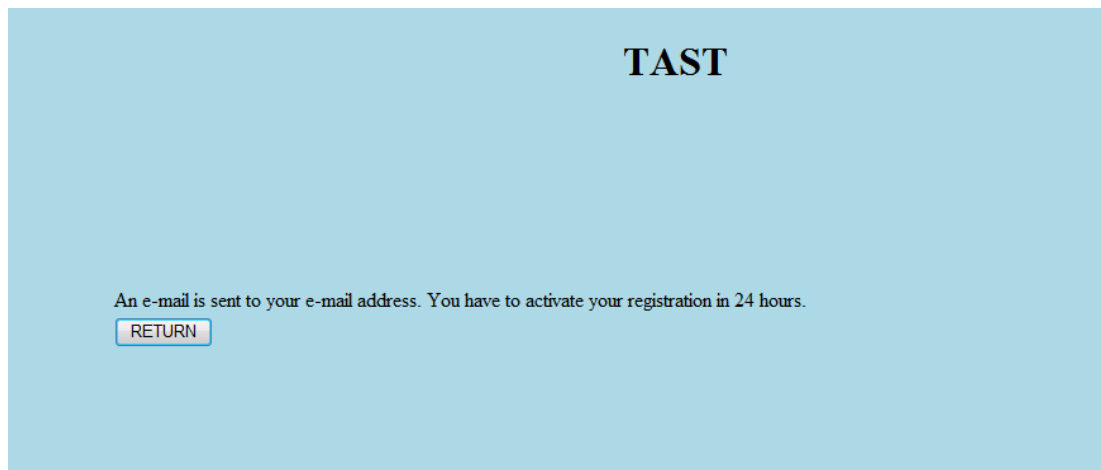 TAST
An e-mail is sent to your e-mail address. You have to activate your registration in 24 hours.
RETURN